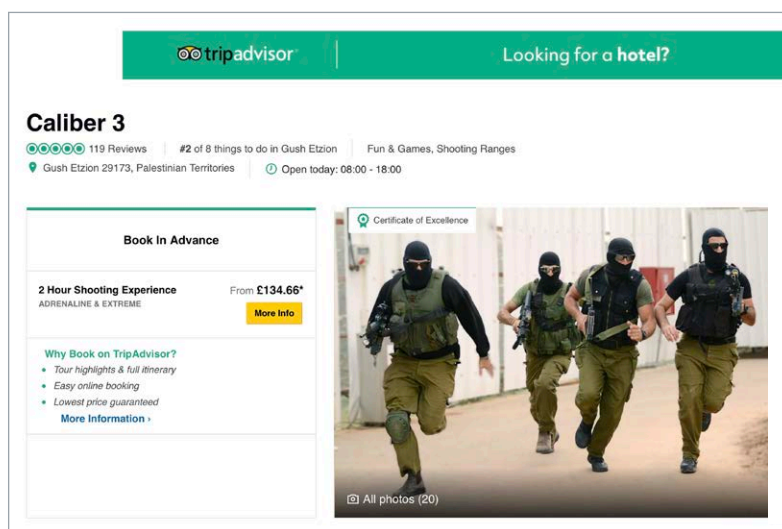 tripadvisor
Looking for a hotel?
Caliber 3
119 Reviews #2 of 8 things to do in Gush Etzion Fun & Games, Shooting Ranges
Gush Etzion 29173, Palestinian Territories Open today: 08:00 - 18:00
Book In Advance
2 Hour Shooting Experience From £134.66*
ADRENALINE & EXTREME
More Info
Why Book on TripAdvisor?
• Tour highlights & full itinerary
• Easy online booking
• Lowest price guaranteed
More Information ›
Certificate of Excellence
All photos (20)